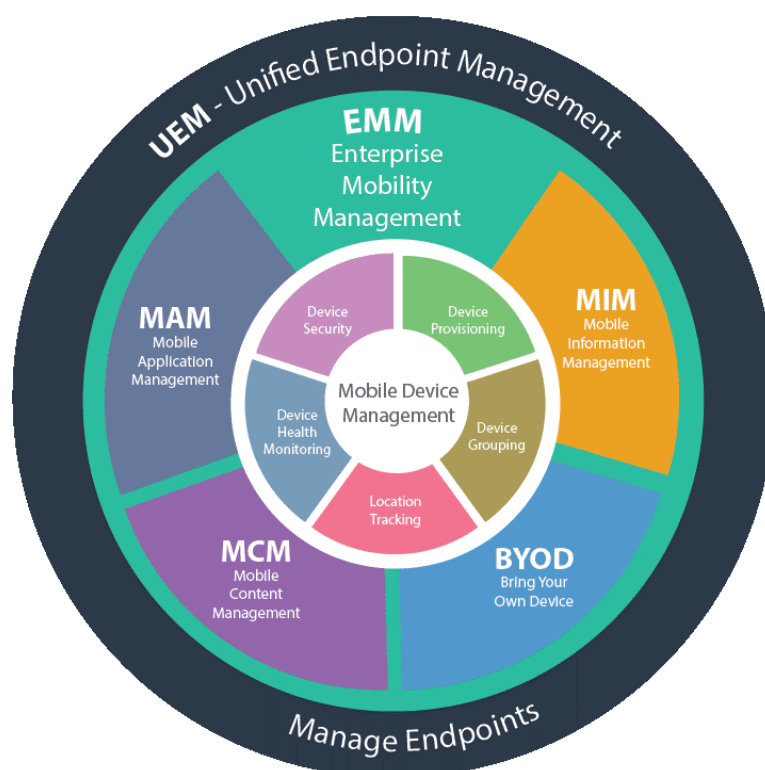 UEM - Unified Endpoint Management
EMM
Enterprise
Mobility
Management
MAM
Mobile
Application
Management
MIM
Mobile
Information
Management
Device
Security
Device
Provisioning
Mobile Device
Management
Device
Health
Monitoring
Device
Grouping
Location
Tracking
MCM
Mobile
Content
Management
BYOD
Bring Your
Own Device
Manage Endpoints